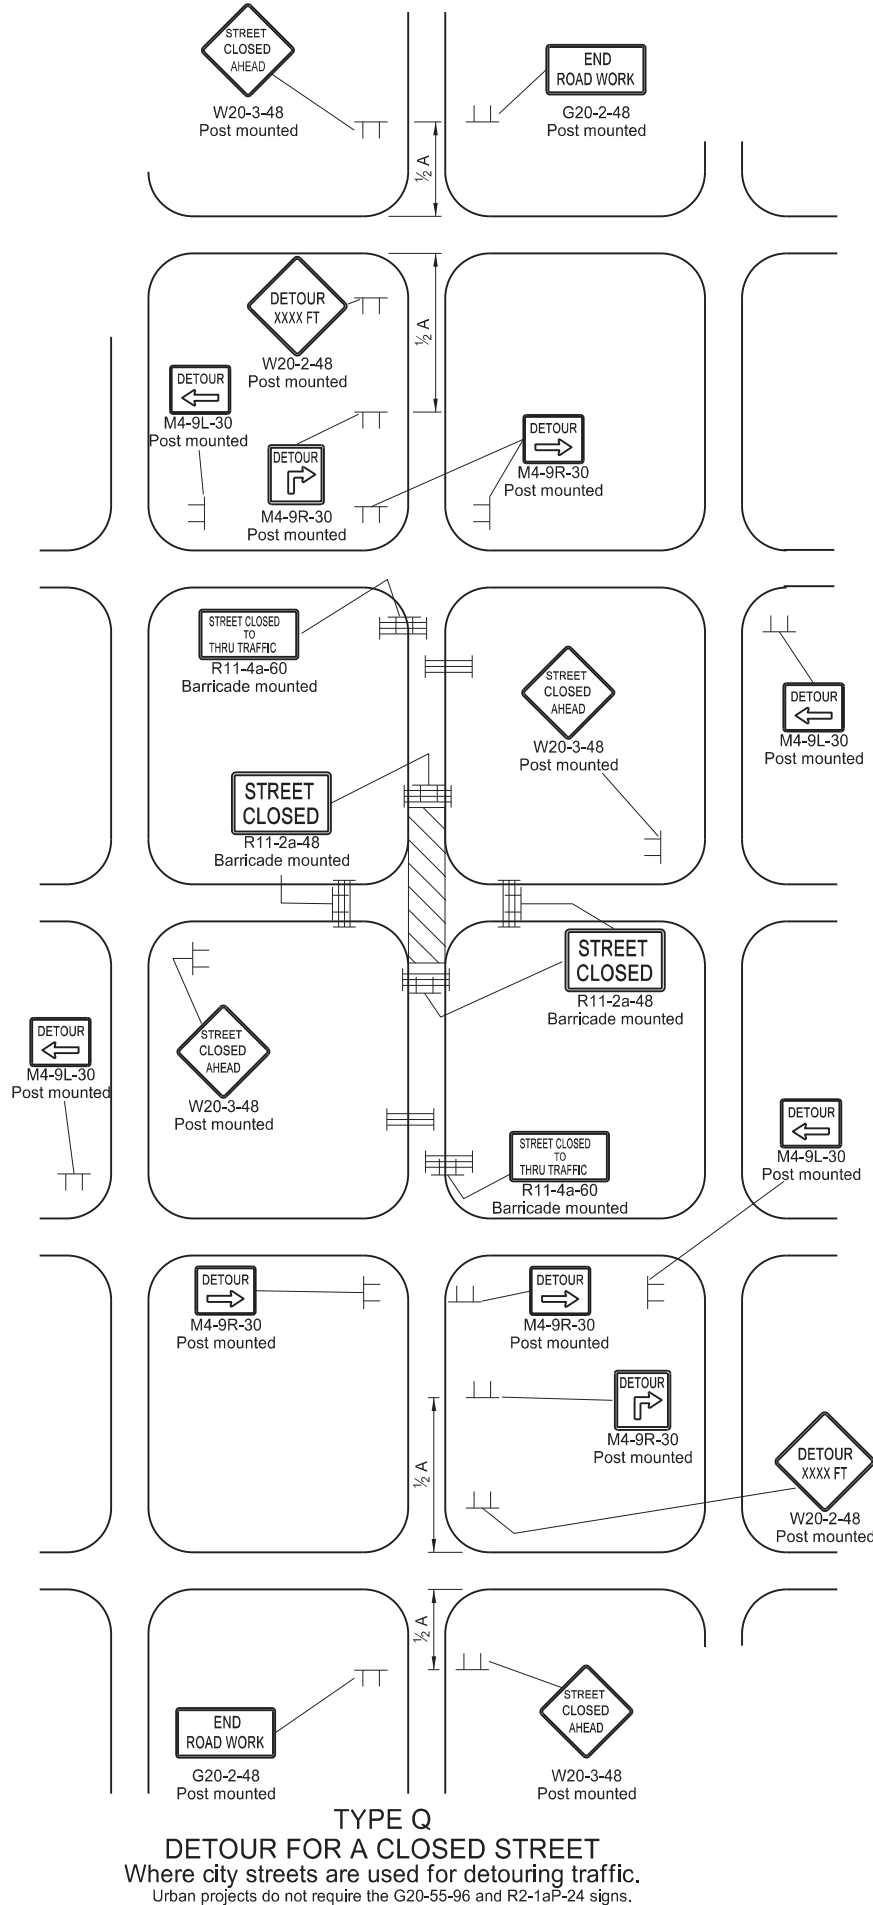 STREET
CLOSED
AHEAD
W20-3-48
Post mounted
END
ROAD WORK
G20-2-48
Post mounted
½ A
DETOUR
XXXX FT
W20-2-48
Post mounted
½ A
DETOUR
M4-9L-30
Post mounted
DETOUR
M4-9R-30
Post mounted
DETOUR
M4-9R-30
Post mounted
STREET CLOSED
TO
THRU TRAFFIC
R11-4a-60
Barricade mounted
STREET
CLOSED
AHEAD
W20-3-48
Post mounted
DETOUR
M4-9L-30
Post mounted
STREET
CLOSED
R11-2a-48
Barricade mounted
STREET
CLOSED
R11-2a-48
Barricade mounted
DETOUR
M4-9L-30
Post mounted
STREET
CLOSED
AHEAD
W20-3-48
Post mounted
STREET CLOSED
TO
THRU TRAFFIC
R11-4a-60
Barricade mounted
DETOUR
M4-9L-30
Post mounted
DETOUR
M4-9R-30
Post mounted
DETOUR
M4-9R-30
Post mounted
DETOUR
M4-9R-30
Post mounted
½ A
DETOUR
XXXX FT
W20-2-48
Post mounted
½ A
END
ROAD WORK
G20-2-48
Post mounted
STREET
CLOSED
AHEAD
W20-3-48
Post mounted
TYPE Q
DETOUR FOR A CLOSED STREET
Where city streets are used for detouring traffic.
Urban projects do not require the G20-55-96 and R2-1aP-24 signs.